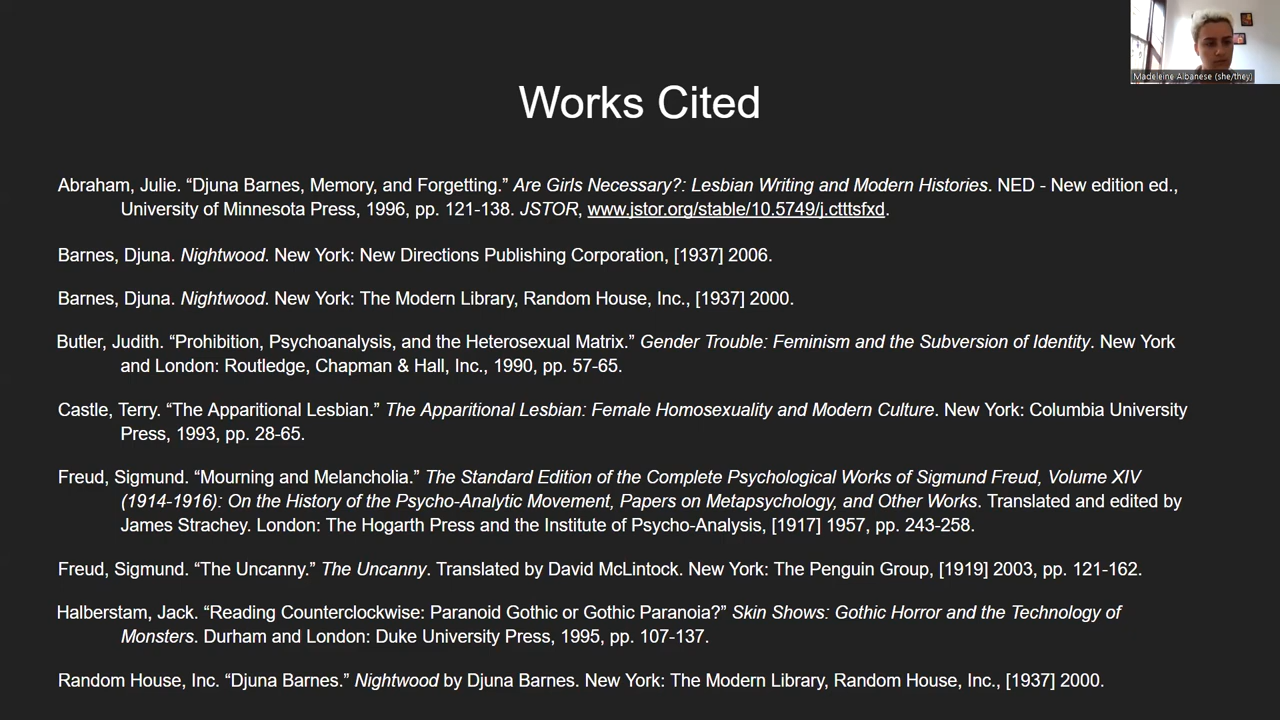 Madeleine Albanese (she/they)
Works Cited
Abraham, Julie. “Djuna Barnes, Memory, and Forgetting.” Are Girls Necessary?: Lesbian Writing and Modern Histories. NED - New edition ed.,
University of Minnesota Press, 1996, pp. 121-138. JSTOR, www.jstor.org/stable/10.5749/j.ctttsfxd.
Barnes, Djuna. Nightwood. New York: New Directions Publishing Corporation, [1937] 2006.
Barnes, Djuna. Nightwood. New York: The Modern Library, Random House, Inc., [1937] 2000.
Butler, Judith. “Prohibition, Psychoanalysis, and the Heterosexual Matrix.” Gender Trouble: Feminism and the Subversion of Identity. New York
and London: Routledge, Chapman & Hall, Inc., 1990, pp. 57-65.
Castle, Terry. “The Apparitional Lesbian.” The Apparitional Lesbian: Female Homosexuality and Modern Culture. New York: Columbia University
Press, 1993, pp. 28-65.
Freud, Sigmund. “Mourning and Melancholia.” The Standard Edition of the Complete Psychological Works of Sigmund Freud, Volume XIV
(1914-1916): On the History of the Psycho-Analytic Movement, Papers on Metapsychology, and Other Works. Translated and edited by
James Strachey. London: The Hogarth Press and the Institute of Psycho-Analysis, [1917] 1957, pp. 243-258.
Freud, Sigmund. “The Uncanny.” The Uncanny. Translated by David McLintock. New York: The Penguin Group, [1919] 2003, pp. 121-162.
Halberstam, Jack. “Reading Counterclockwise: Paranoid Gothic or Gothic Paranoia?” Skin Shows: Gothic Horror and the Technology of
Monsters. Durham and London: Duke University Press, 1995, pp. 107-137.
Random House, Inc. “Djuna Barnes.” Nightwood by Djuna Barnes. New York: The Modern Library, Random House, Inc., [1937] 2000.